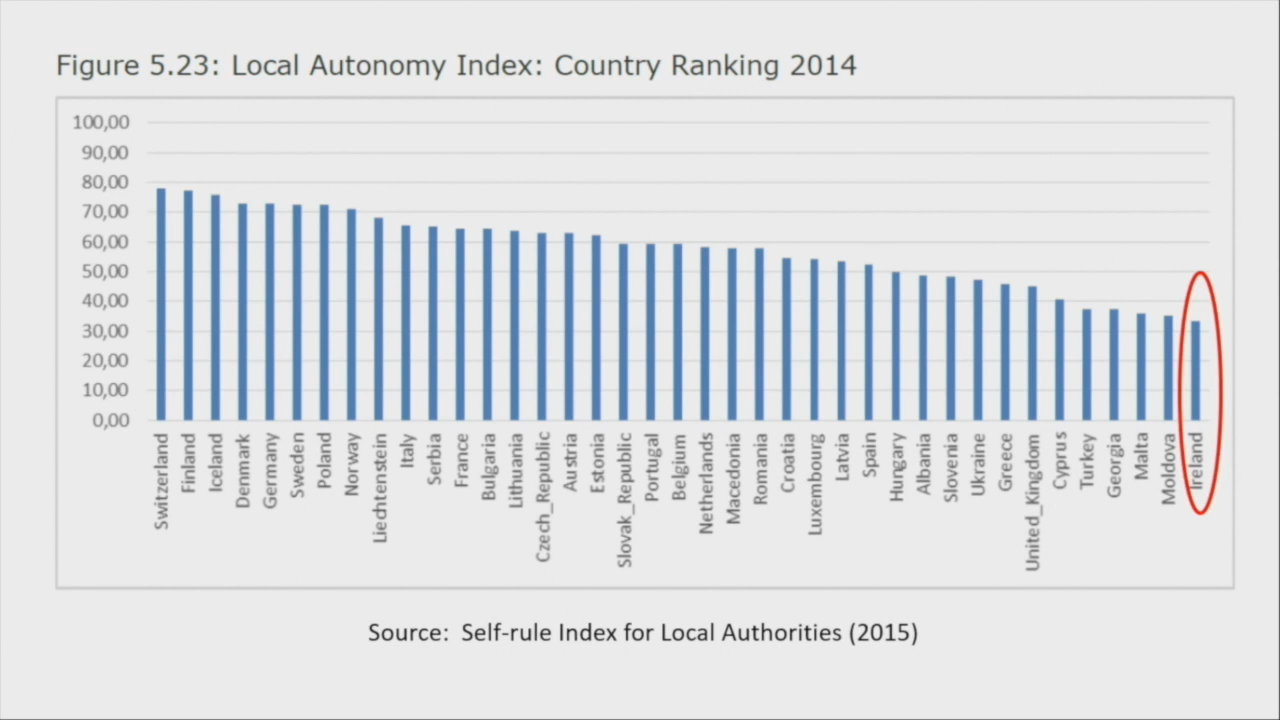 Figure 5.23: Local Autonomy Index: Country Ranking 2014
100,00
90,00
80,00
70,00
60,00
50,00
40,00
30,00
20,00
10,00
0,00
Switzerland
Finland
Iceland
Denmark
Germany
Sweden
Poland
Norway
Liechtenstein
Italy
Serbia
France
Bulgaria
Lithuania
Czech_Republic
Austria
Estonia
Slovak_Republic
Portugal
Belgium
Netherlands
Macedonia
Romania
Croatia
Luxembourg
Latvia
Spain
Hungary
Albania
Slovenia
Ukraine
Greece
United_Kingdom
Cyprus
Turkey
Georgia
Malta
Moldova
Ireland
Source: Self-rule Index for Local Authorities (2015)